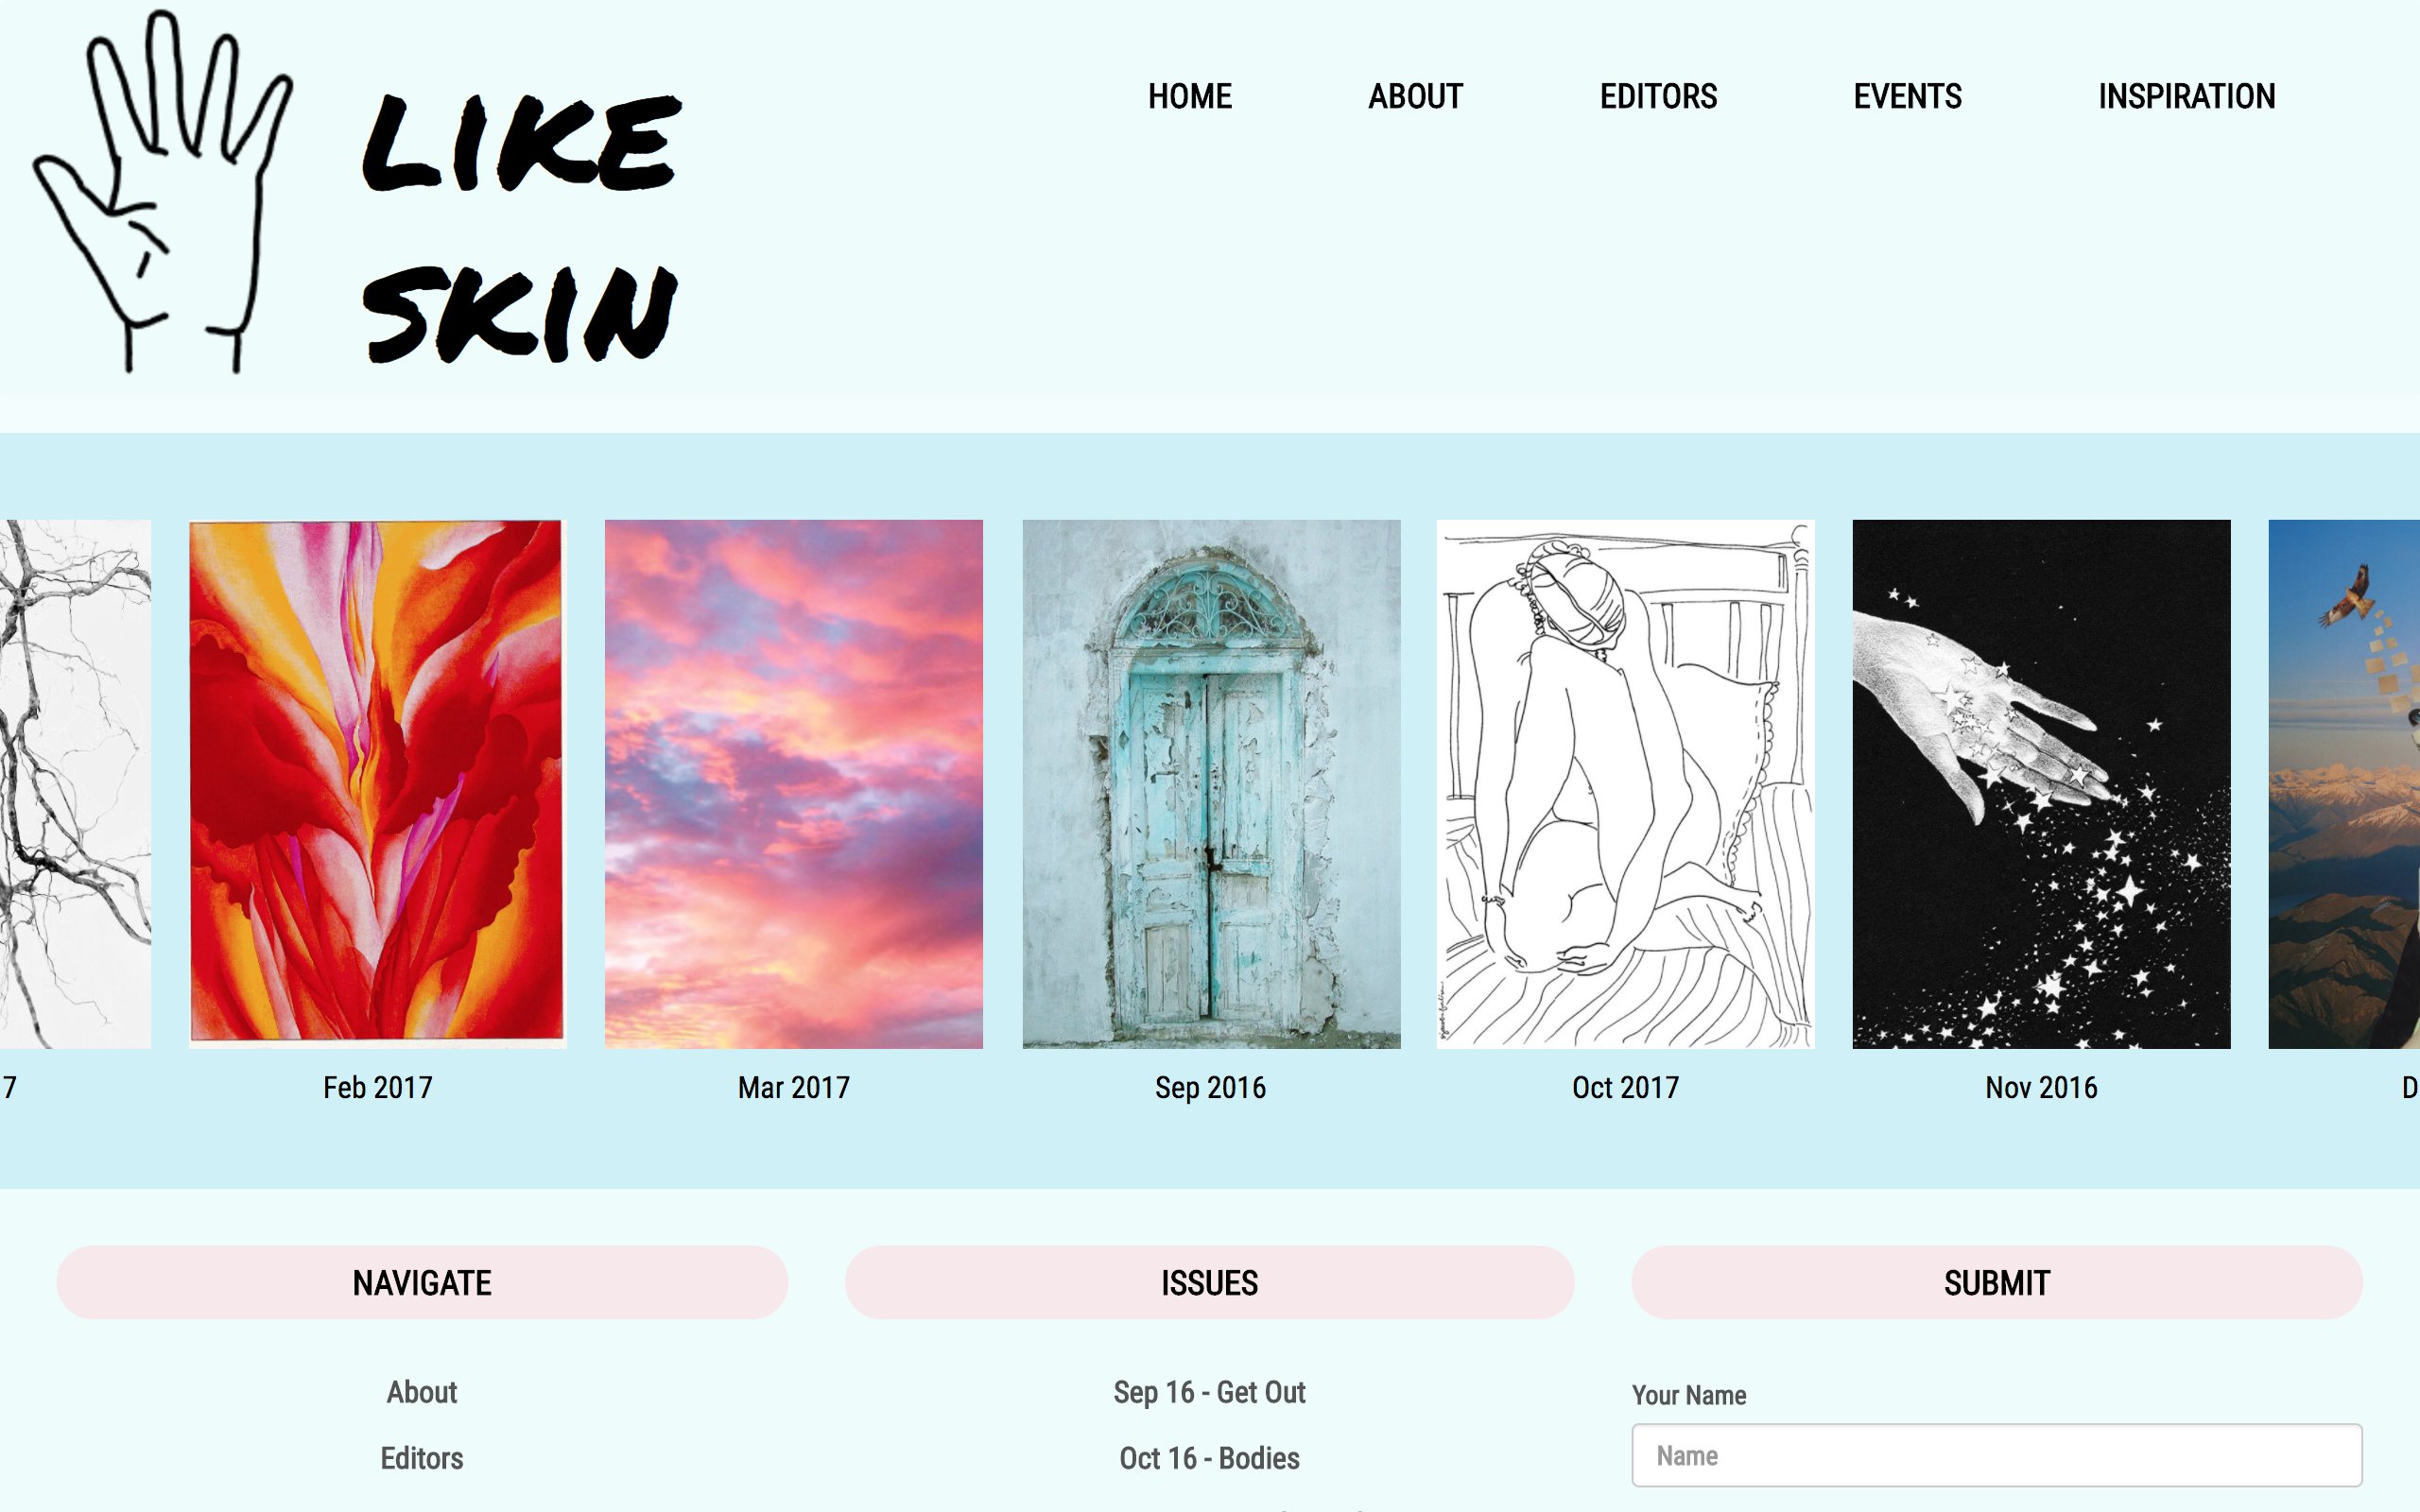 LIKE
SKIN
HOME ABOUT EDITORS EVENTS INSPIRATION
7 Feb 2017 Mar 2017 Sep 2016 Oct 2017 Nov 2016 D
NAVIGATE ISSUES SUBMIT
About Sep 16 - Get Out Your Name
Editors Oct 16 - Bodies Name